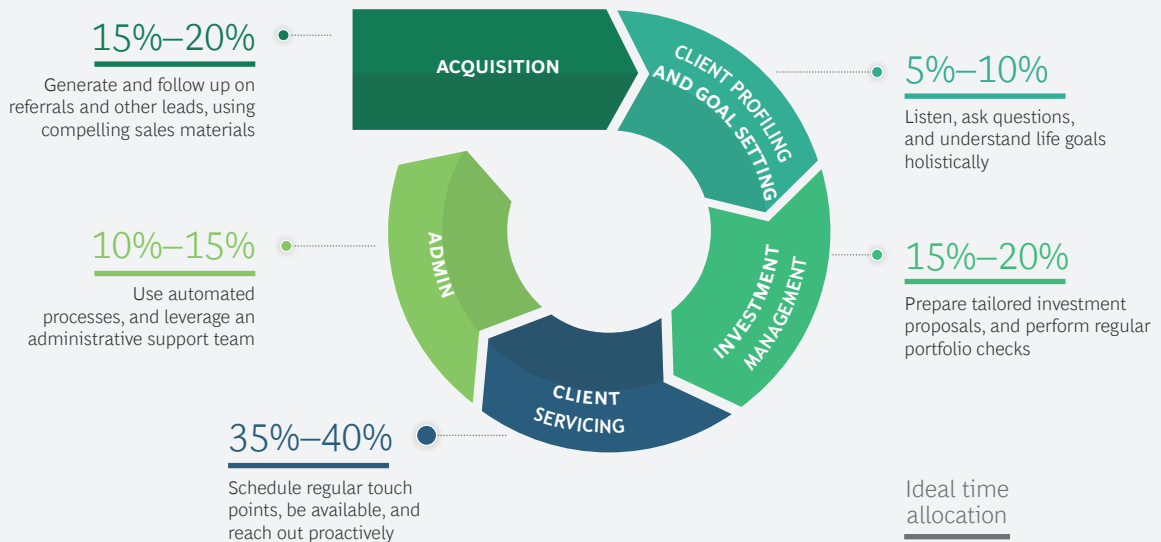 15%–20%
Generate and follow up on
referrals and other leads, using
compelling sales materials
ACQUISITION
CLIENT PROFILING
AND GOAL SETTING
5%–10%
Listen, ask questions,
and understand life goals
holistically
10%–15%
Use automated
processes, and leverage an
administrative support team
ADMIN
INVESTMENT
MANAGEMENT
15%–20%
Prepare tailored investment
proposals, and perform regular
portfolio checks
CLIENT
SERVICING
35%–40%
Schedule regular touch
points, be available, and
reach out proactively
Ideal time
allocation